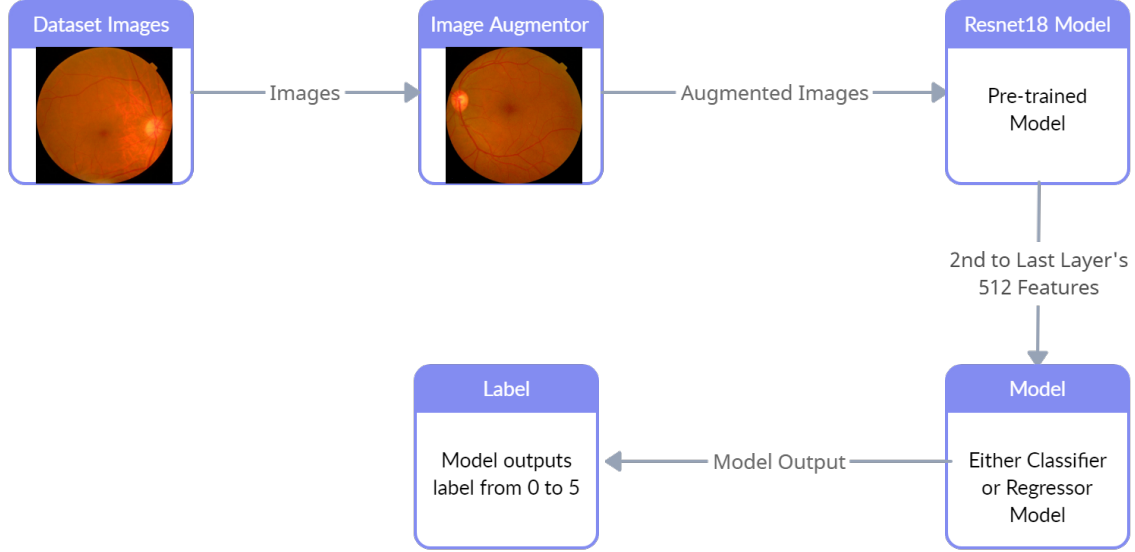 Dataset Images
Images
Image Augmentor
Augmented Images
Resnet18 Model
Pre-trained
Model
2nd to Last Layer's
512 Features
Model
Either Classifier
or Regressor
Model
Model Output
Label
Model outputs
label from 0 to 5